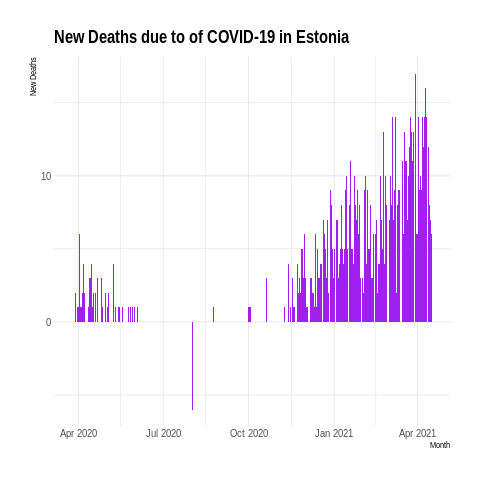 New Deaths due to of COVID-19 in Estonia
New Deaths
10
0
Apr 2020 Jul 2020 Oct 2020 Jan 2021 Apr 2021
Month